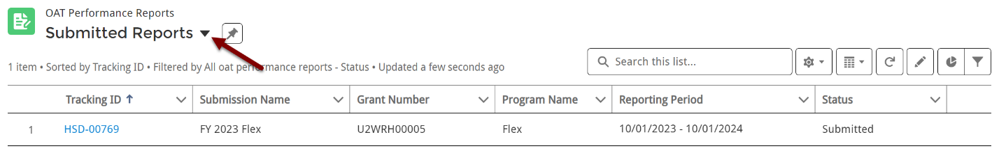 OAT Performance Reports
Submitted Reports
1 item • Sorted by Tracking ID • Filtered by All oat performance reports - Status • Updated a few seconds ago
Search this list...
Tracking ID Submission Name Grant Number Program Name Reporting Period Status
1 HSD-00769 FY 2023 Flex U2WRH00005 Flex 10/01/2023 - 10/01/2024 Submitted